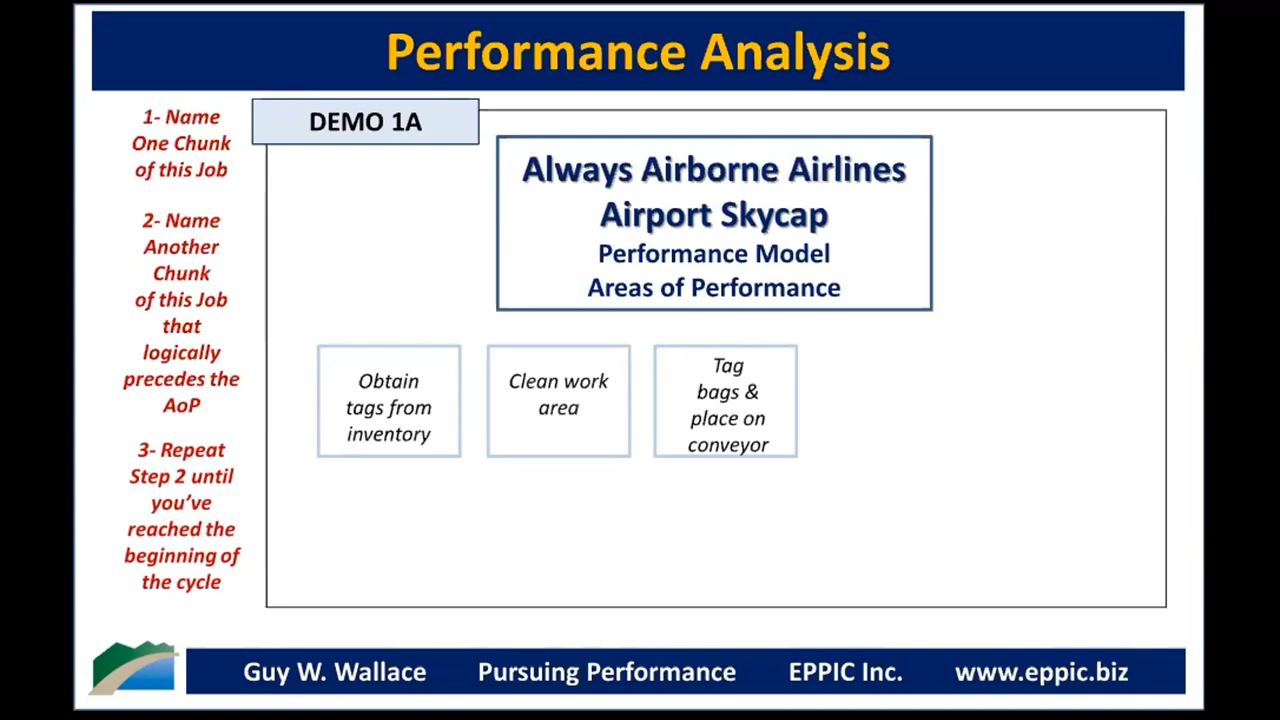 Performance Analysis
1- Name
One Chunk
of this Job
2- Name
Another
Chunk
of this Job
that
logically
precedes the
AoP
3- Repeat
Step 2 until
you've
reached the
beginning of
the cycle
DEMO 1A
Always Airborne Airlines
Airport Skycap
Performance Model
Areas of Performance
Obtain
tags from
inventory
Clean work
area
Tag
bags &
place on
conveyor
Guy W. Wallace Pursuing Performance EPPIC Inc. www.eppic.biz